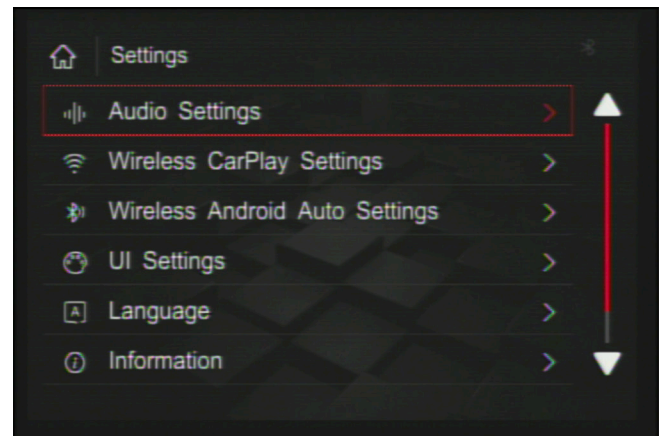 Settings
Audio Settings
Wireless CarPlay Settings
Wireless Android Auto Settings
UI Settings
A Language
i Information